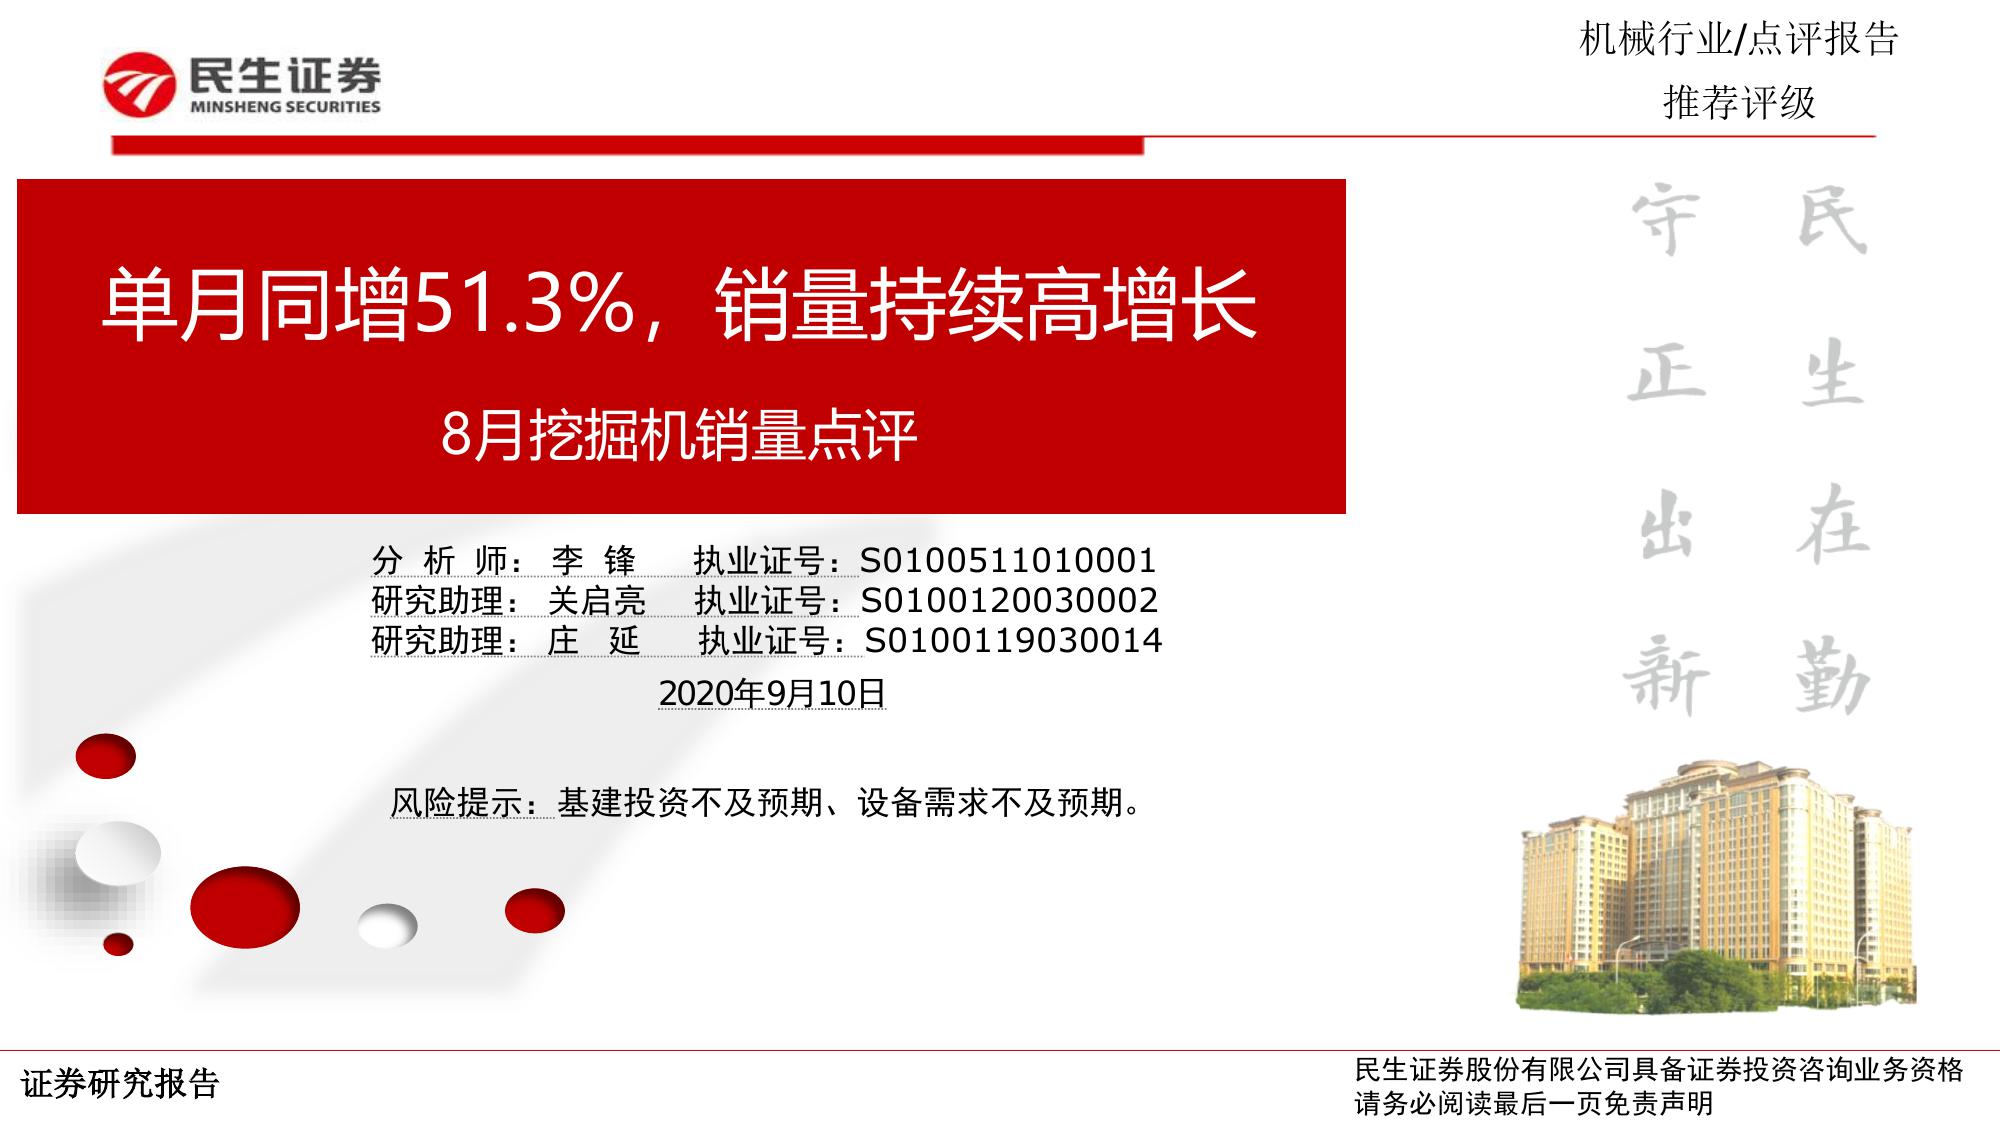 民生证券
MINSHENG SECURITIES
机械行业/点评报告
推荐评级
单月同增51.3%，销量持续高增长
8月挖掘机销量点评
分 析 师： 李 锋 执业证号：S0100511010001
研究助理： 关启亮 执业证号：S0100120030002
研究助理： 庄 延 执业证号：S0100119030014
2020年9月10日
风险提示：基建投资不及预期、设备需求不及预期。
民生在勤
守正出新
证券研究报告
民生证券股份有限公司具备证券投资咨询业务资格
请务必阅读最后一页免责声明